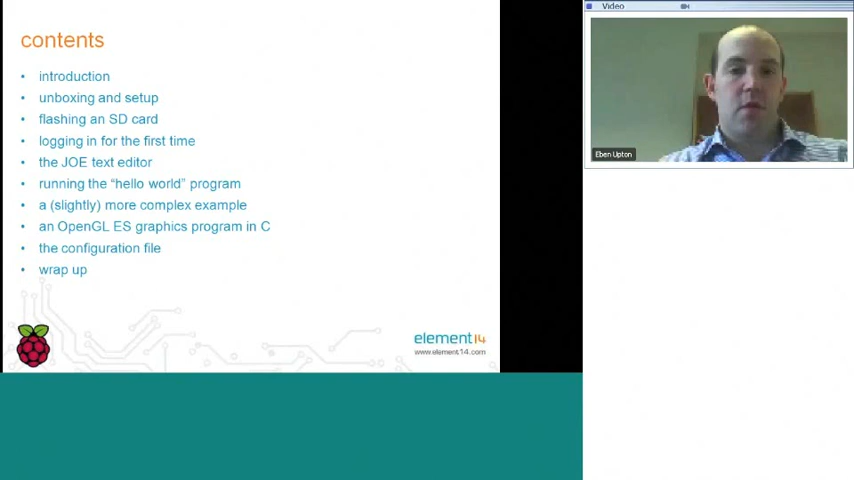 contents
• introduction
• unboxing and setup
• flashing an SD card
• logging in for the first time
• the JOE text editor
• running the “hello world” program
• a (slightly) more complex example
• an OpenGL ES graphics program in C
• the configuration file
• wrap up
element14
www.element14.com
Video
Eben Upton